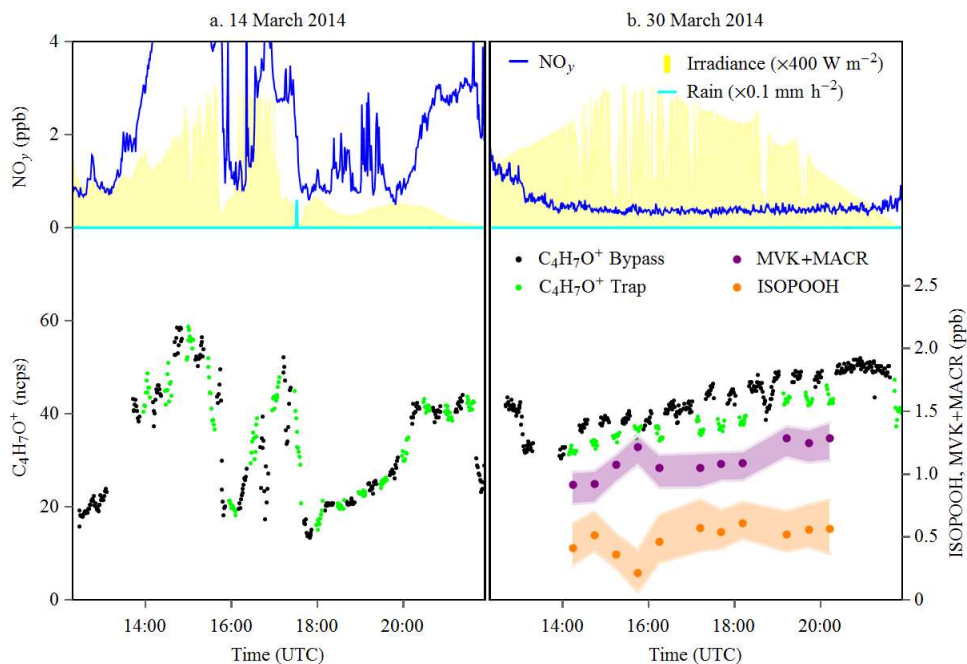 a. 14 March 2014
b. 30 March 2014
4
2
0
NOy (ppb)
NOy
Irradiance (×400 W m−2)
Rain (×0.1 mm h−2)
C4H7O+ Bypass
C4H7O+ Trap
MVK+MACR
ISOPOOH
60
40
20
0
C4H7O+ (ncps)
2.5
2.0
1.5
1.0
0.5
0
ISOPOOH, MVK+MACR (ppb)
14:00 16:00 18:00 20:00
14:00 16:00 18:00 20:00
Time (UTC)
Time (UTC)